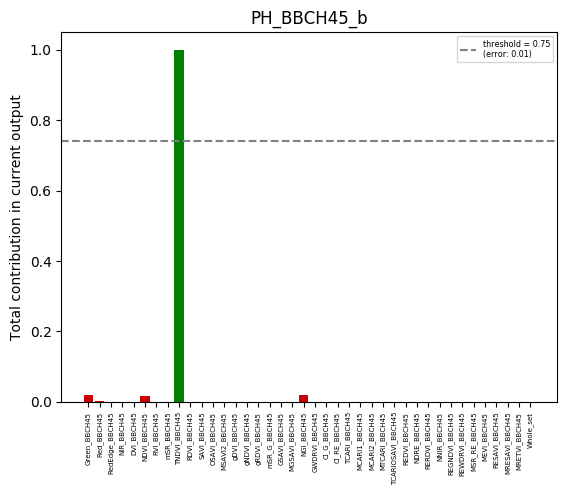 PH_BBCH45_b
threshold = 0.75
(error: 0.01)
Total contribution in current output
1.0
0.8
0.6
0.4
0.2
0.0
Green_BBCH45
Red_BBCH45
RedEdge_BBCH45
NIR_BBCH45
DVI_BBCH45
NDVI_BBCH45
RVI_BBCH45
mSR_BBCH45
TNDVI_BBCH45
RDVI_BBCH45
SAVI_BBCH45
OSAVI_BBCH45
MSAVI2_BBCH45
gDVI_BBCH45
gNDVI_BBCH45
gRDVI_BBCH45
mSR_G_BBCH45
GSAVI_BBCH45
MGSAVI_BBCH45
NGI_BBCH45
GWDRVI_BBCH45
CI_G_BBCH45
CI_RE_BBCH45
TCARI_BBCH45
MCARI1_BBCH45
MCARI2_BBCH45
MTCARI_BBCH45
TCARIOSAVI_BBCH45
REDVI_BBCH45
NDRE_BBCH45
RERDVI_BBCH45
NNIR_BBCH45
REGNDVI_BBCH45
REWDRVI_BBCH45
MSR_RE_BBCH45
MEVI_BBCH45
RESAVI_BBCH45
MRESAVI_BBCH45
MRETVI_BBCH45
Whole_set